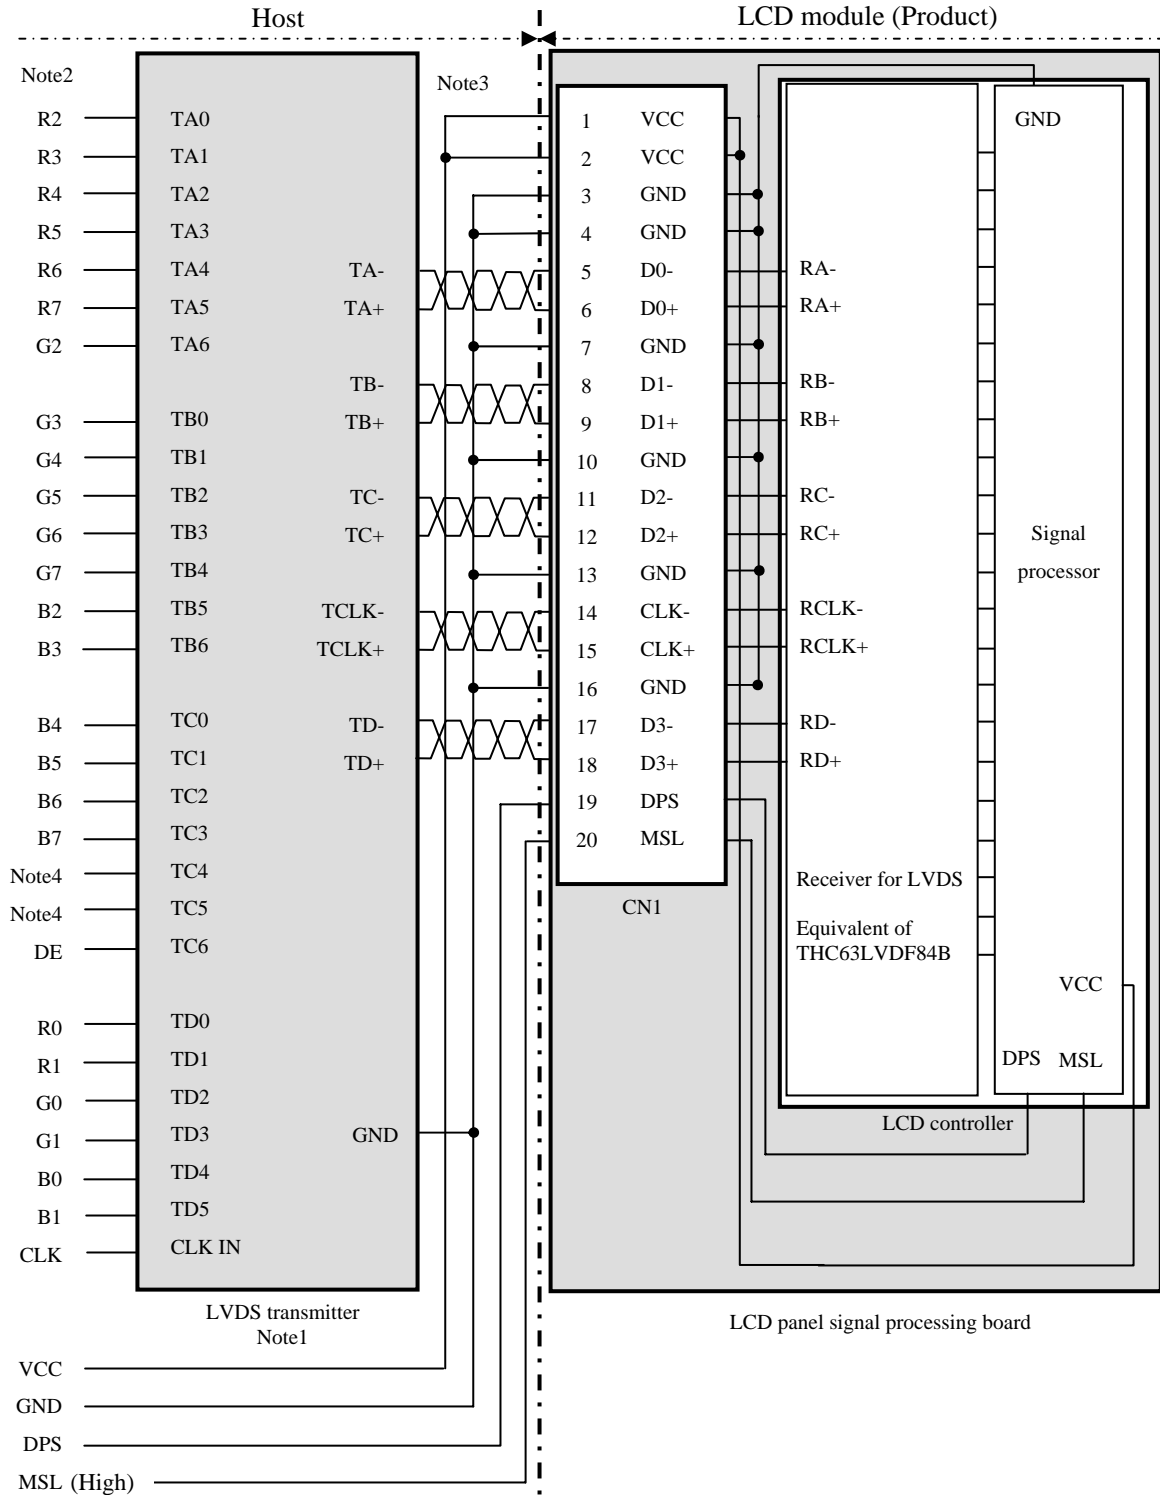 Host
LCD module (Product)
Note2
Note3
R2 TA0
R3 TA1
R4 TA2
R5 TA3
R6 TA4 TA-
R7 TA5 TA+
G2 TA6
TB-
G3 TB0 TB+
G4 TB1
G5 TB2 TC-
G6 TB3 TC+
G7 TB4
B2 TB5 TCLK-
B3 TB6 TCLK+
B4 TC0 TD-
B5 TC1 TD+
B6 TC2
B7 TC3
Note4 TC4
Note4 TC5
DE TC6
R0 TD0
R1 TD1
G0 TD2
G1 TD3 GND
B0 TD4
B1 TD5
CLK CLK IN
LVDS transmitter
Note1
VCC
GND
DPS
MSL (High)
1 VCC
2 VCC
3 GND
4 GND
5 D0-
6 D0+
7 GND
8 D1-
9 D1+
10 GND
11 D2-
12 D2+
13 GND
14 CLK-
15 CLK+
16 GND
17 D3-
18 D3+
19 DPS
20 MSL
CN1
RA-
RA+
RB-
RB+
RC-
RC+
RCLK-
RCLK+
RD-
RD+
Receiver for LVDS
Equivalent of
THC63LVDF84B
GND
Signal
processor
VCC
DPS MSL
LCD controller
LCD panel signal processing board